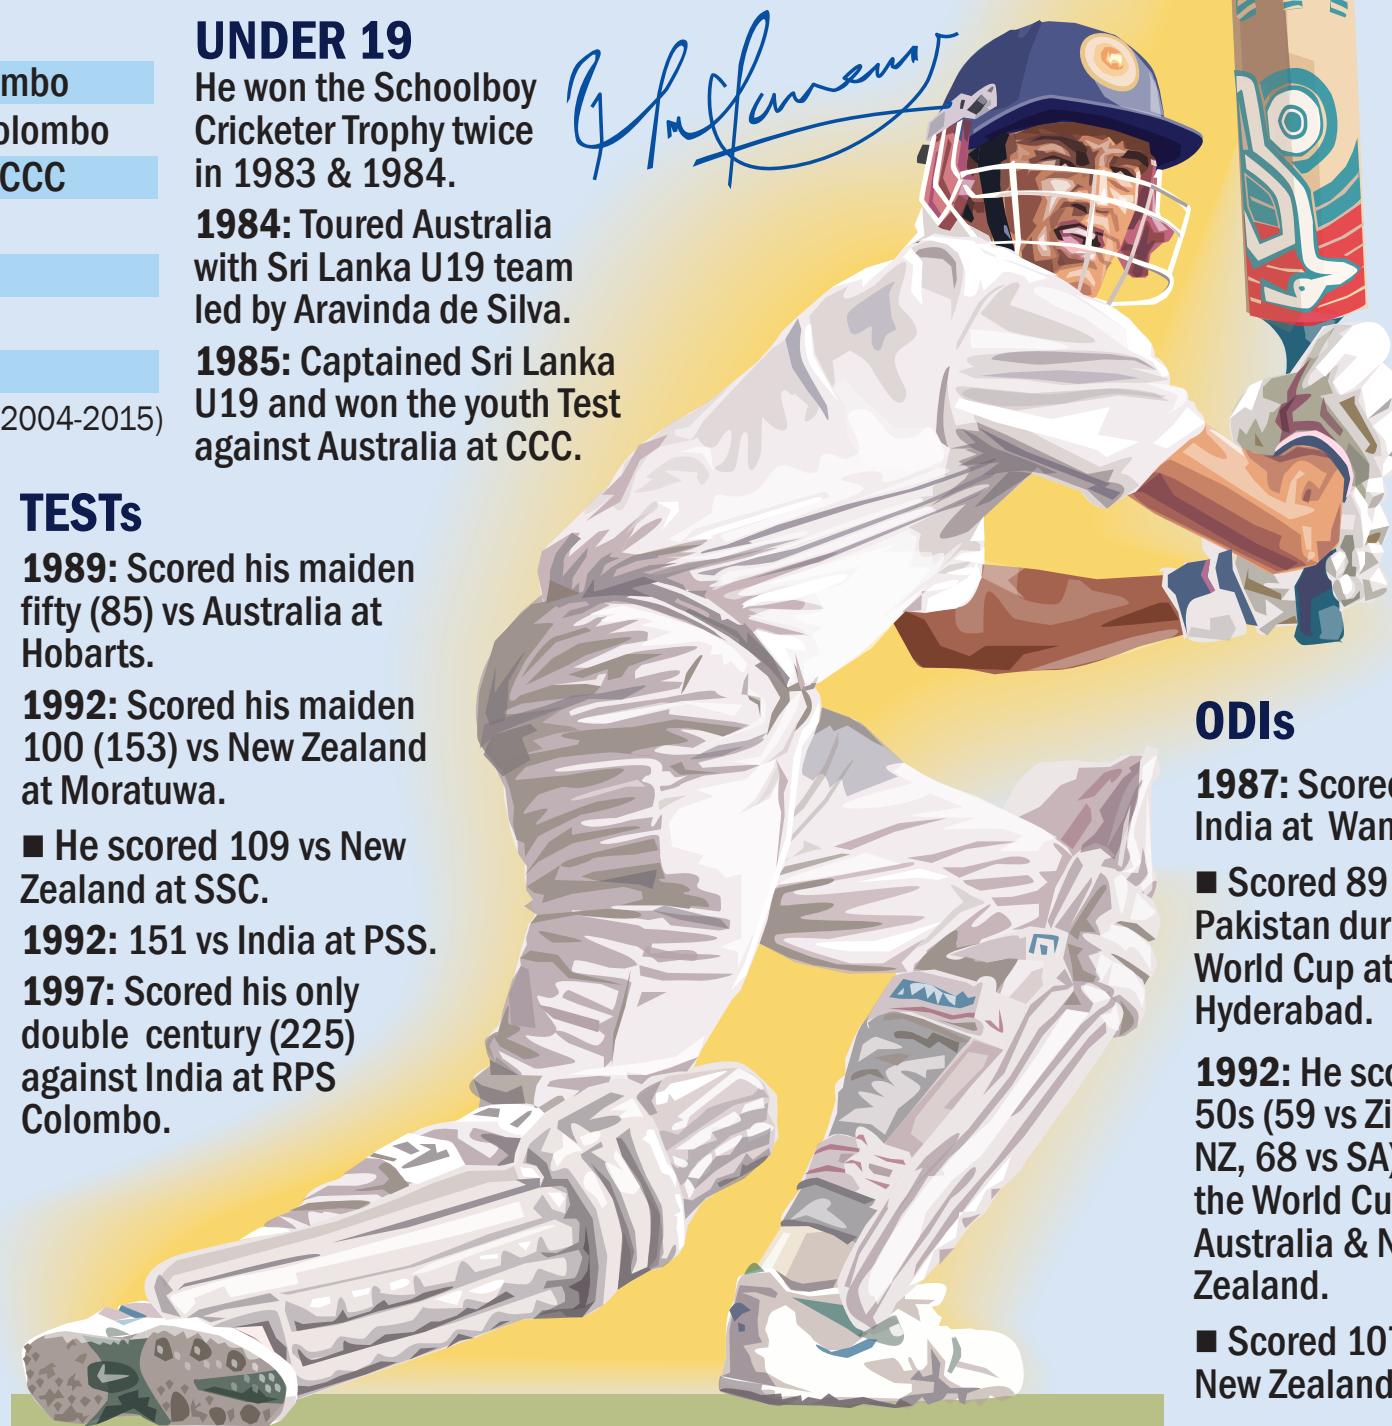 mbo
olombo
CCC
2004-2015)
UNDER 19
He won the Schoolboy
Cricketer Trophy twice
in 1983 & 1984.
1984: Toured Australia
with Sri Lanka U19 team
led by Aravinda de Silva.
1985: Captained Sri Lanka
U19 and won the youth Test
against Australia at CCC.
TESTs
1989: Scored his maiden
fifty (85) vs Australia at
Hobarts.
1992: Scored his maiden
100 (153) vs New Zealand
at Moratuwa.
■ He scored 109 vs New
Zealand at SSC.
1992: 151 vs India at PSS.
1997: Scored his only
double century (225)
against India at RPS
Colombo.
ODIs
1987: Scored
India at Wan
■ Scored 89
Pakistan dur
World Cup at
Hyderabad.
1992: He sco
50s (59 vs Zi
NZ, 68 vs SA)
the World Cu
Australia & N
Zealand.
■ Scored 107
New Zealand